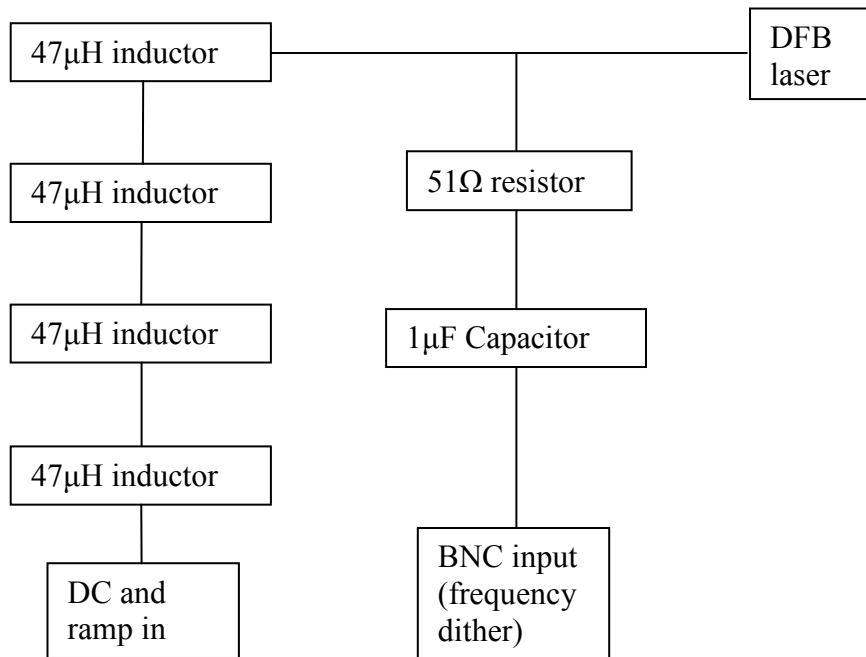 47μH inductor
DFB
laser
47μH inductor
51Ω resistor
47μH inductor
1μF Capacitor
47μH inductor
DC and
ramp in
BNC input
(frequency
dither)